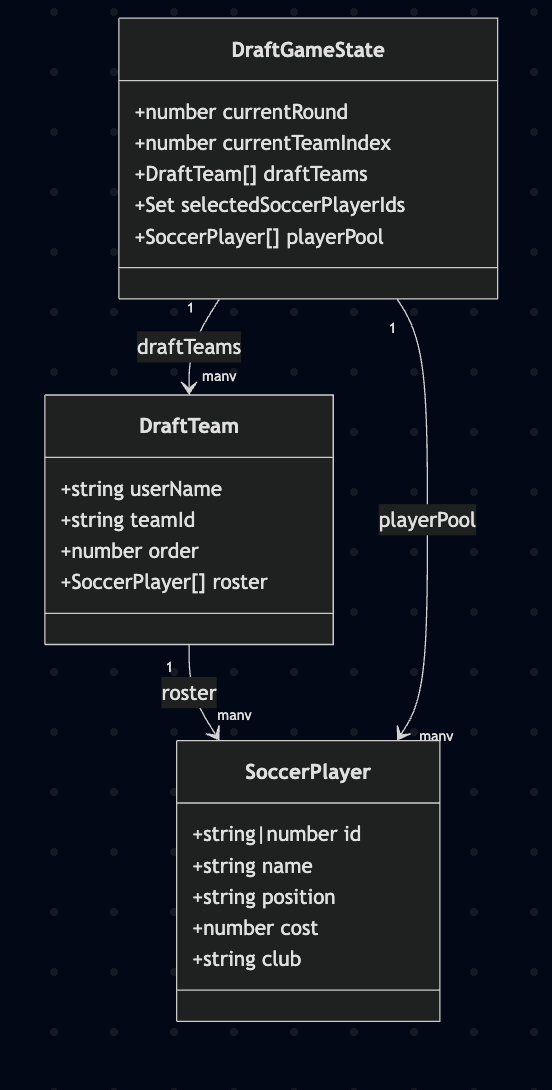 DraftGameState
+number currentRound
+number currentTeamIndex
+DraftTeam[] draftTeams
+Set selectedSoccerPlayerIds
+SoccerPlayer[] playerPool
1
1
draftTeams
manv
DraftTeam
+string userName
+string teamId
+number order
+SoccerPlayer[] roster
playerPool
1
roster
manv
manv
SoccerPlayer
+string|number id
+string name
+string position
+number cost
+string club